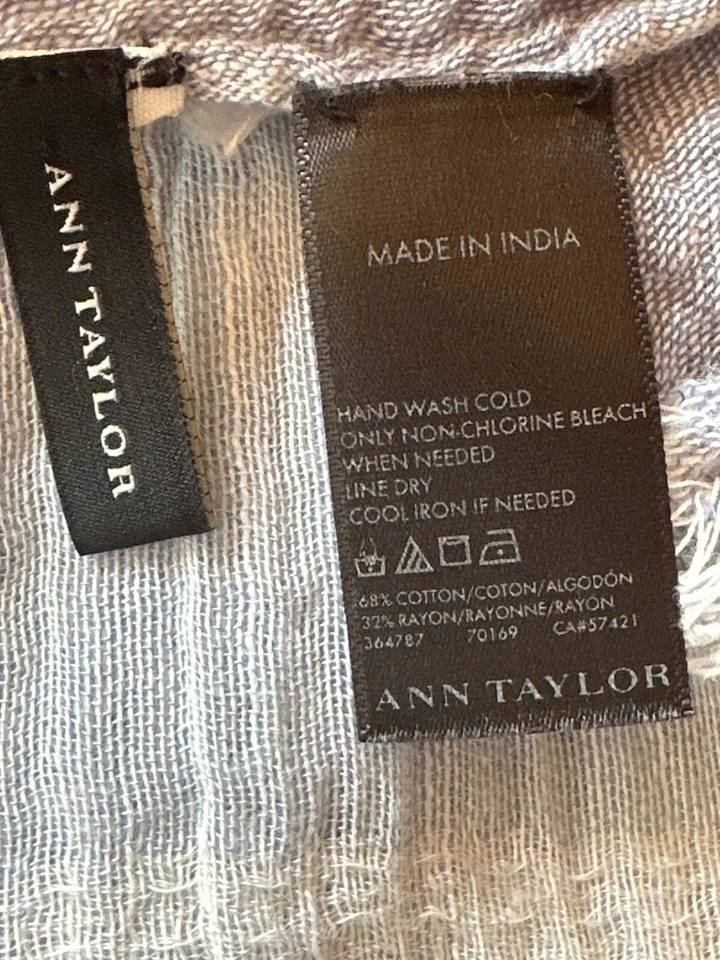 ANN TAYLOR
MADE IN INDIA
HAND WASH COLD
ONLY NON-CHLORINE BLEACH
WHEN NEEDED
LINE DRY
COOL IRON IF NEEDED
68% COTTON/COTON/ALGODÓN
32% RAYON/RAYONNE/RAYÓN
364787 70169 CA#57421
ANN TAYLOR